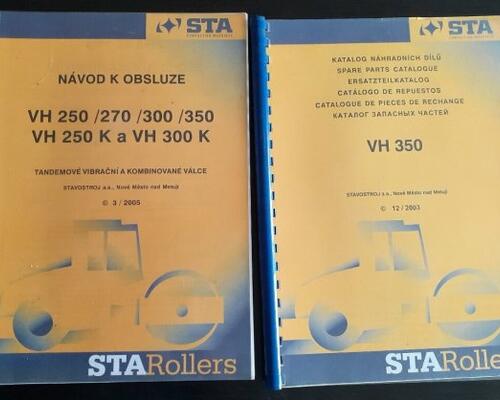 STA
NÁVOD K OBSLUZE
VH 250 /270 /300 /350
VH 250 K a VH 300 K
TANDEMOVÉ VIBRAČNÍ A KOMBINOVANÉ VÁLCE
STAVOSTROJ a.s., Nové Město nad Metují
© 3 / 2005
STARollers
STA
KATALOG NÁHRADNÍCH DÍLŮ
SPARE PARTS CATALOGUE
ERSATZTEILKATALOG
CATÁLOGO DE REPUESTOS
CATALOGUE DE PIECES DE RECHANGE
КАТАЛОГ ЗАПАСНЫХ ЧАСТЕЙ
VH 350
STAVOSTROJ a.s., Nové Město nad Metují
© 12 / 2003
STARolle